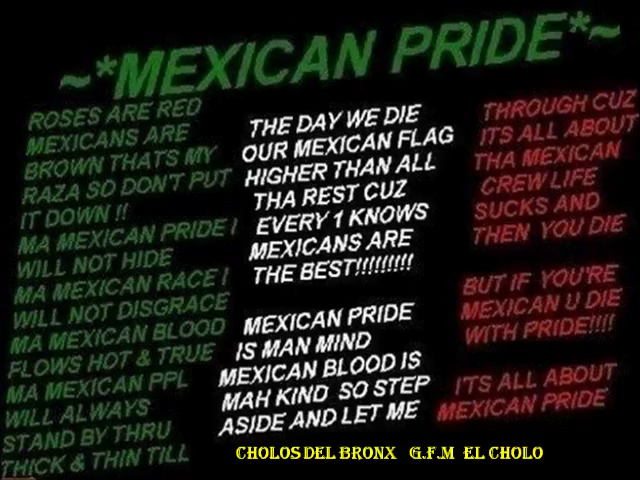 ~*MEXICAN PRIDE*~
ROSES ARE RED
MEXICANS ARE
BROWN THATS MY
RAZA SO DON'T PUT
IT DOWN !!
MA MEXICAN PRIDE I
WILL NOT HIDE
MA MEXICAN RACE I
WILL NOT DISGRACE
MA MEXICAN BLOOD
FLOWS HOT & TRUE
MA MEXICAN PPL
WILL ALWAYS
STAND BY THRU
THICK & THIN TILL
THE DAY WE DIE
OUR MEXICAN FLAG
HIGHER THAN ALL
THA REST CUZ
EVERY 1 KNOWS
MEXICANS ARE
THE BEST!!!!!!!!!
MEXICAN PRIDE
IS MAN MIND
MEXICAN BLOOD IS
MAH KIND SO STEP
ASIDE AND LET ME
THROUGH CUZ
ITS ALL ABOUT
THA MEXICAN
CREW LIFE
SUCKS AND
THEN YOU DIE
BUT IF YOU'RE
MEXICAN U DIE
WITH PRIDE!!!!
I'TS ALL ABOUT
MEXICAN PRIDE
CHOLOS DEL BRONX G.F.M EL CHOLO